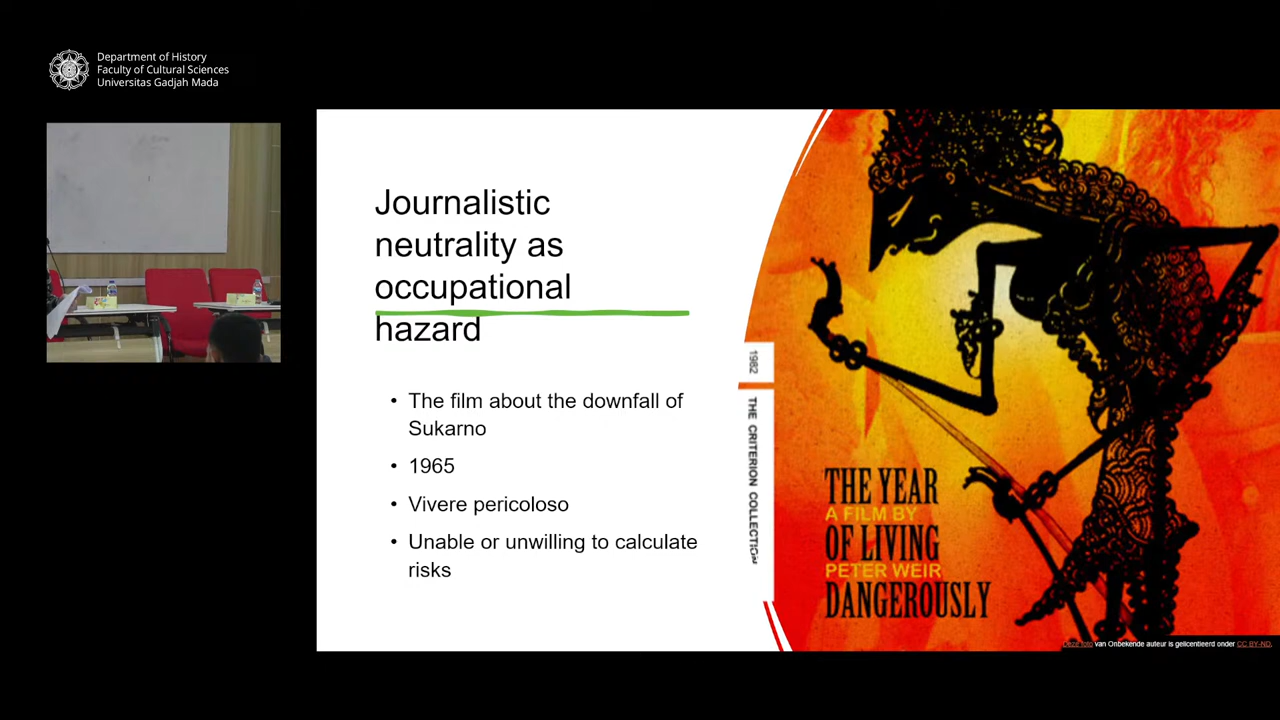 Department of History
Faculty of Cultural Sciences
Universitas Gadjah Mada
Journalistic
neutrality as
occupational
hazard
• The film about the downfall of
Sukarno
• 1965
• Vivere pericoloso
• Unable or unwilling to calculate
risks
1982
THE CRITERION COLLECTION
THE YEAR
A FILM BY
OF LIVING
PETER WEIR
DANGEROUSLY
Deze foto van Onbekende auteur is gelicentieerd onder CC BY-ND.